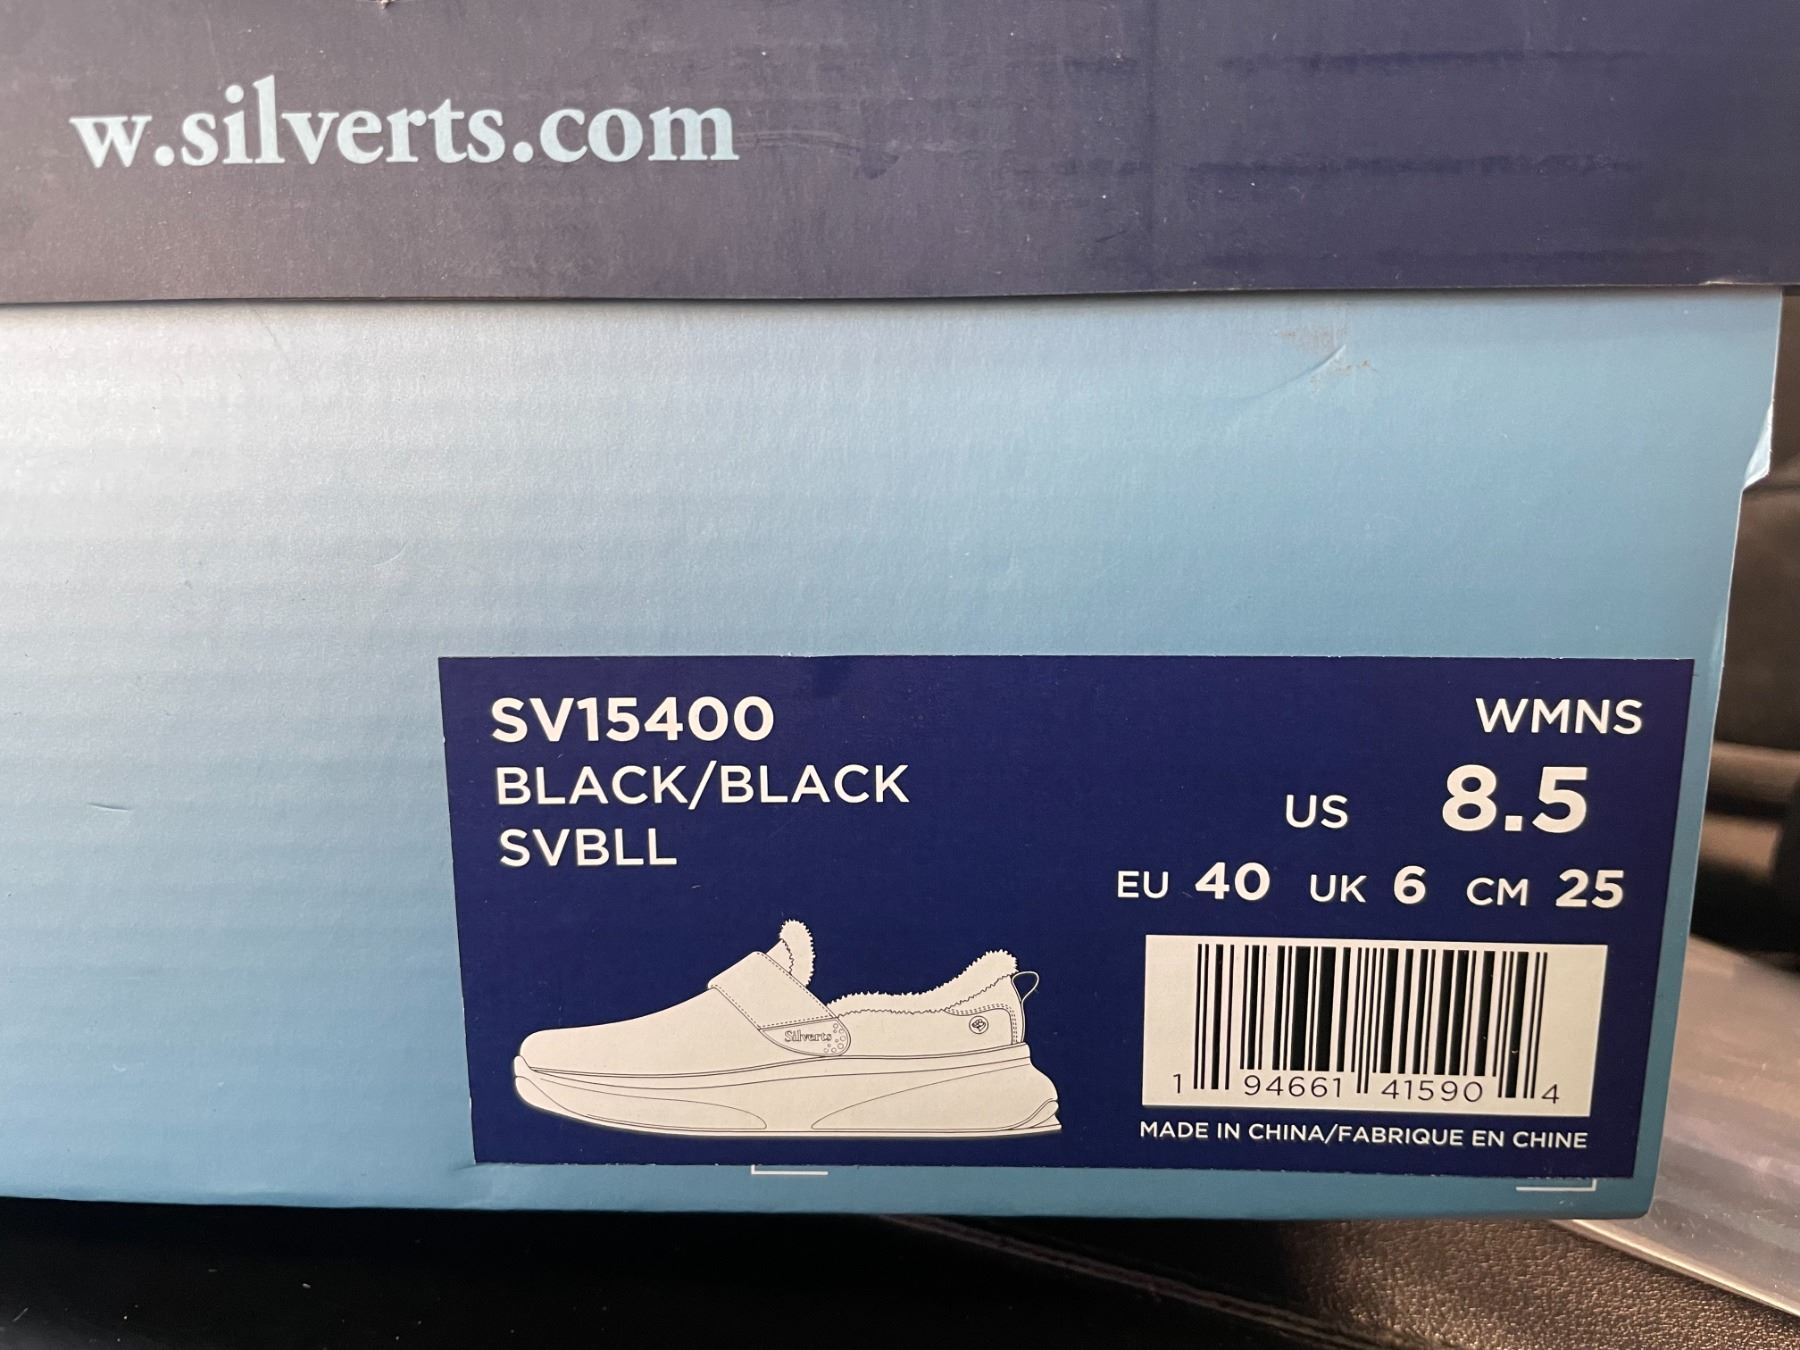 w.silverts.com
SV15400
BLACK/BLACK
SVBLL
WMNS
US 8.5
EU 40 UK 6 CM 25
Silverts
1 94661 41590 4
MADE IN CHINA/FABRIQUE EN CHINE